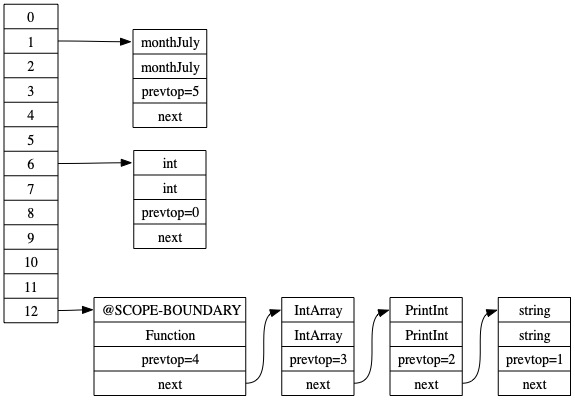 0
1
2
3
4
5
6
7
8
9
10
11
12
monthJuly
monthJuly
prevtop=5
next
int
int
prevtop=0
next
@SCOPE-BOUNDARY
Function
prevtop=4
next
IntArray
IntArray
prevtop=3
next
PrintInt
PrintInt
prevtop=2
next
string
string
prevtop=1
next